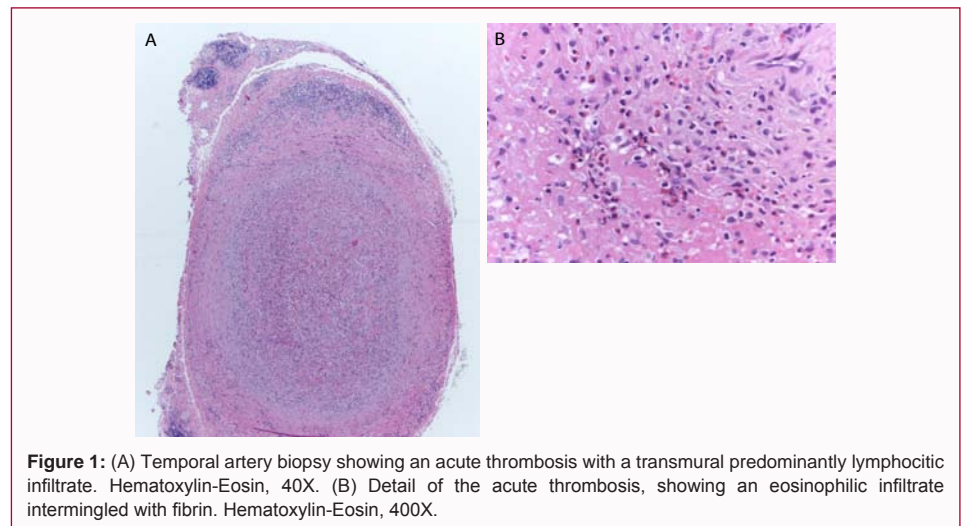 A
B
Figure 1: (A) Temporal artery biopsy showing an acute thrombosis with a transmural predominantly lymphocitic
infiltrate. Hematoxylin-Eosin, 40X. (B) Detail of the acute thrombosis, showing an eosinophilic infiltrate
intermingled with fibrin. Hematoxylin-Eosin, 400X.